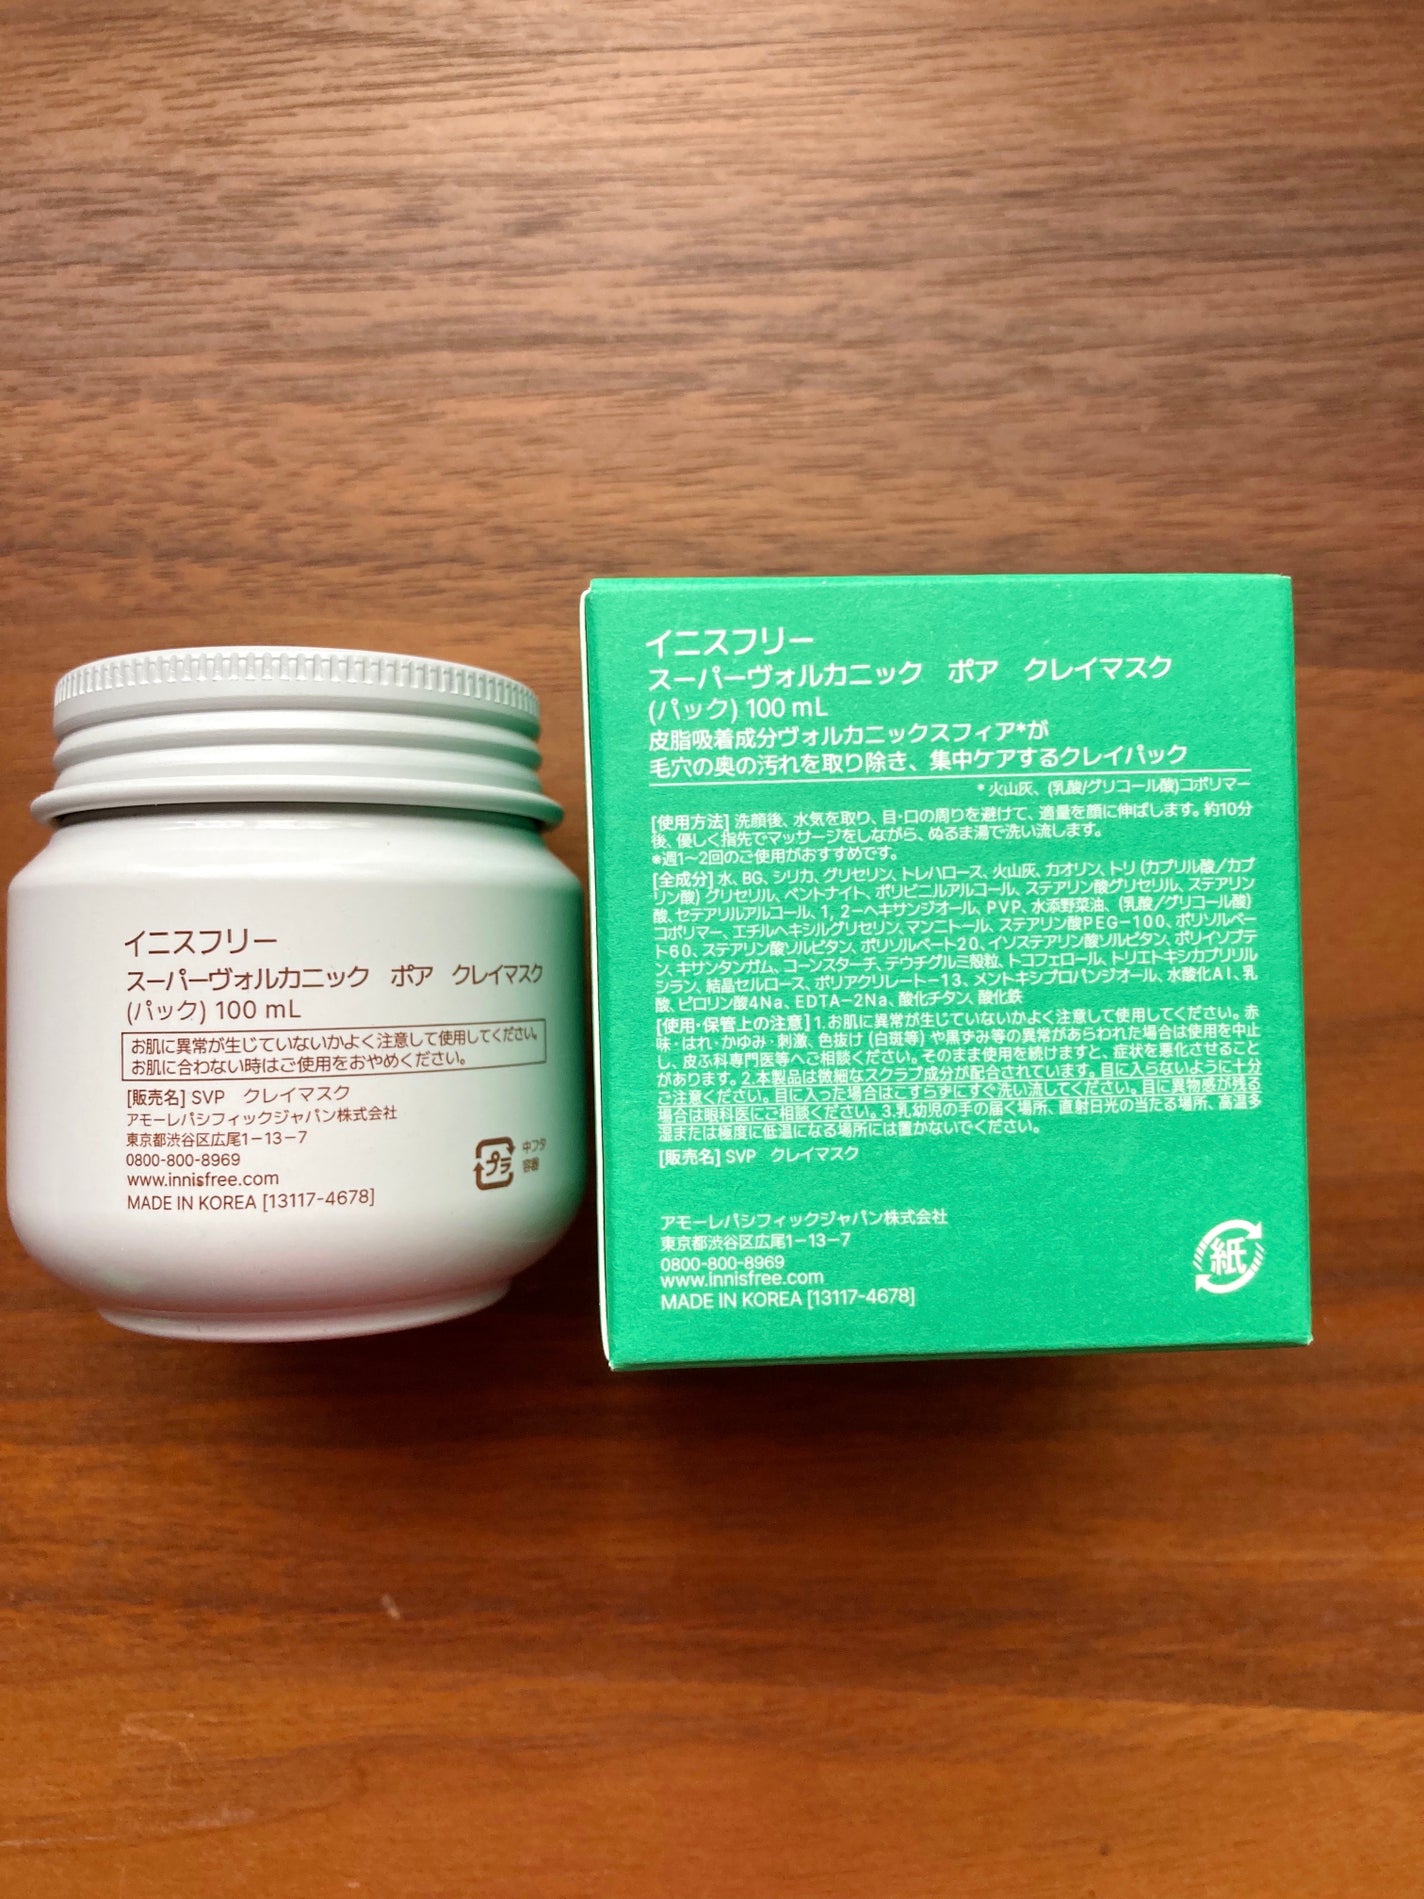 イニスフリー
スーパーヴォルカニック ポア クレイマスク
(パック) 100 mL
お肌に異常が生じていないかよく注意して使用してください。
お肌に合わない時はご使用をおやめください。
[販売名] SVP クレイマスク
アモーレパシフィックジャパン株式会社
東京都渋谷区広尾1-13-7
0800-800-8969
www.innisfree.com
MADE IN KOREA [13117-4678]
プラ
中フタ
容器
イニスフリー
スーパーヴォルカニック ポア クレイマスク
(パック) 100 mL
皮脂吸着成分ヴォルカニックスフィア*が
毛穴の奥の汚れを取り除き、集中ケアするクレイパック
*火山灰、(乳酸/グリコール酸)コポリマー
[使用方法] 洗顔後、水気を取り、目・口の周りを避けて、適量を顔に伸ばします。約10分
後、優しく指先でマッサージをしながら、ぬるま湯で洗い流します。
*週1~2回のご使用がおすすめです。
[全成分] 水、BG、シリカ、グリセリン、トレハロース、火山灰、カオリン、トリ (カプリル酸/カプ
リン酸) グリセリル、ベントナイト、ポリビニルアルコール、ステアリン酸グリセリル、ステアリン
酸、セテアリルアルコール、1, 2-ヘキサンジオール、PVP、水添野菜油、(乳酸/グリコール酸)
コポリマー、エチルヘキシルグリセリン、マンニトール、ステアリン酸PEG-100、ポリソルベー
ト60、ステアリン酸ソルビタン、ポリソルベート20、イソステアリン酸ソルビタン、ポリイソブテ
ン、キサンタンガム、コーンスターチ、テウチグルミ殻粒、トコフェロール、トリエトキシカプリリル
シラン、結晶セルロース、ポリアクリレート-13、メントキシプロパンジオール、水酸化Al、乳
酸、ピロリン酸4Na、EDTA-2Na、酸化チタン、酸化鉄
[使用・保管上の注意] 1.お肌に異常が生じていないかよく注意して使用してください。赤
味・はれ・かゆみ・刺激、色抜け (白斑等) や黒ずみ等の異常があらわれた場合は使用を中止
し、皮ふ科専門医等へご相談ください。そのまま使用を続けますと、症状を悪化させること
があります。2.本製品は微細なスクラブ成分が配合されています。目に入らないように十分
ご注意ください。目に入った場合はこすらずにすぐ洗い流してください。目に異物感が残る
場合は眼科医にご相談ください。3.乳幼児の手の届く場所、直射日光の当たる場所、高温多
湿または極度に低温になる場所には置かないでください。
[販売名] SVP クレイマスク
アモーレパシフィックジャパン株式会社
東京都渋谷区広尾1-13-7
0800-800-8969
www.innisfree.com
MADE IN KOREA [13117-4678]
紙